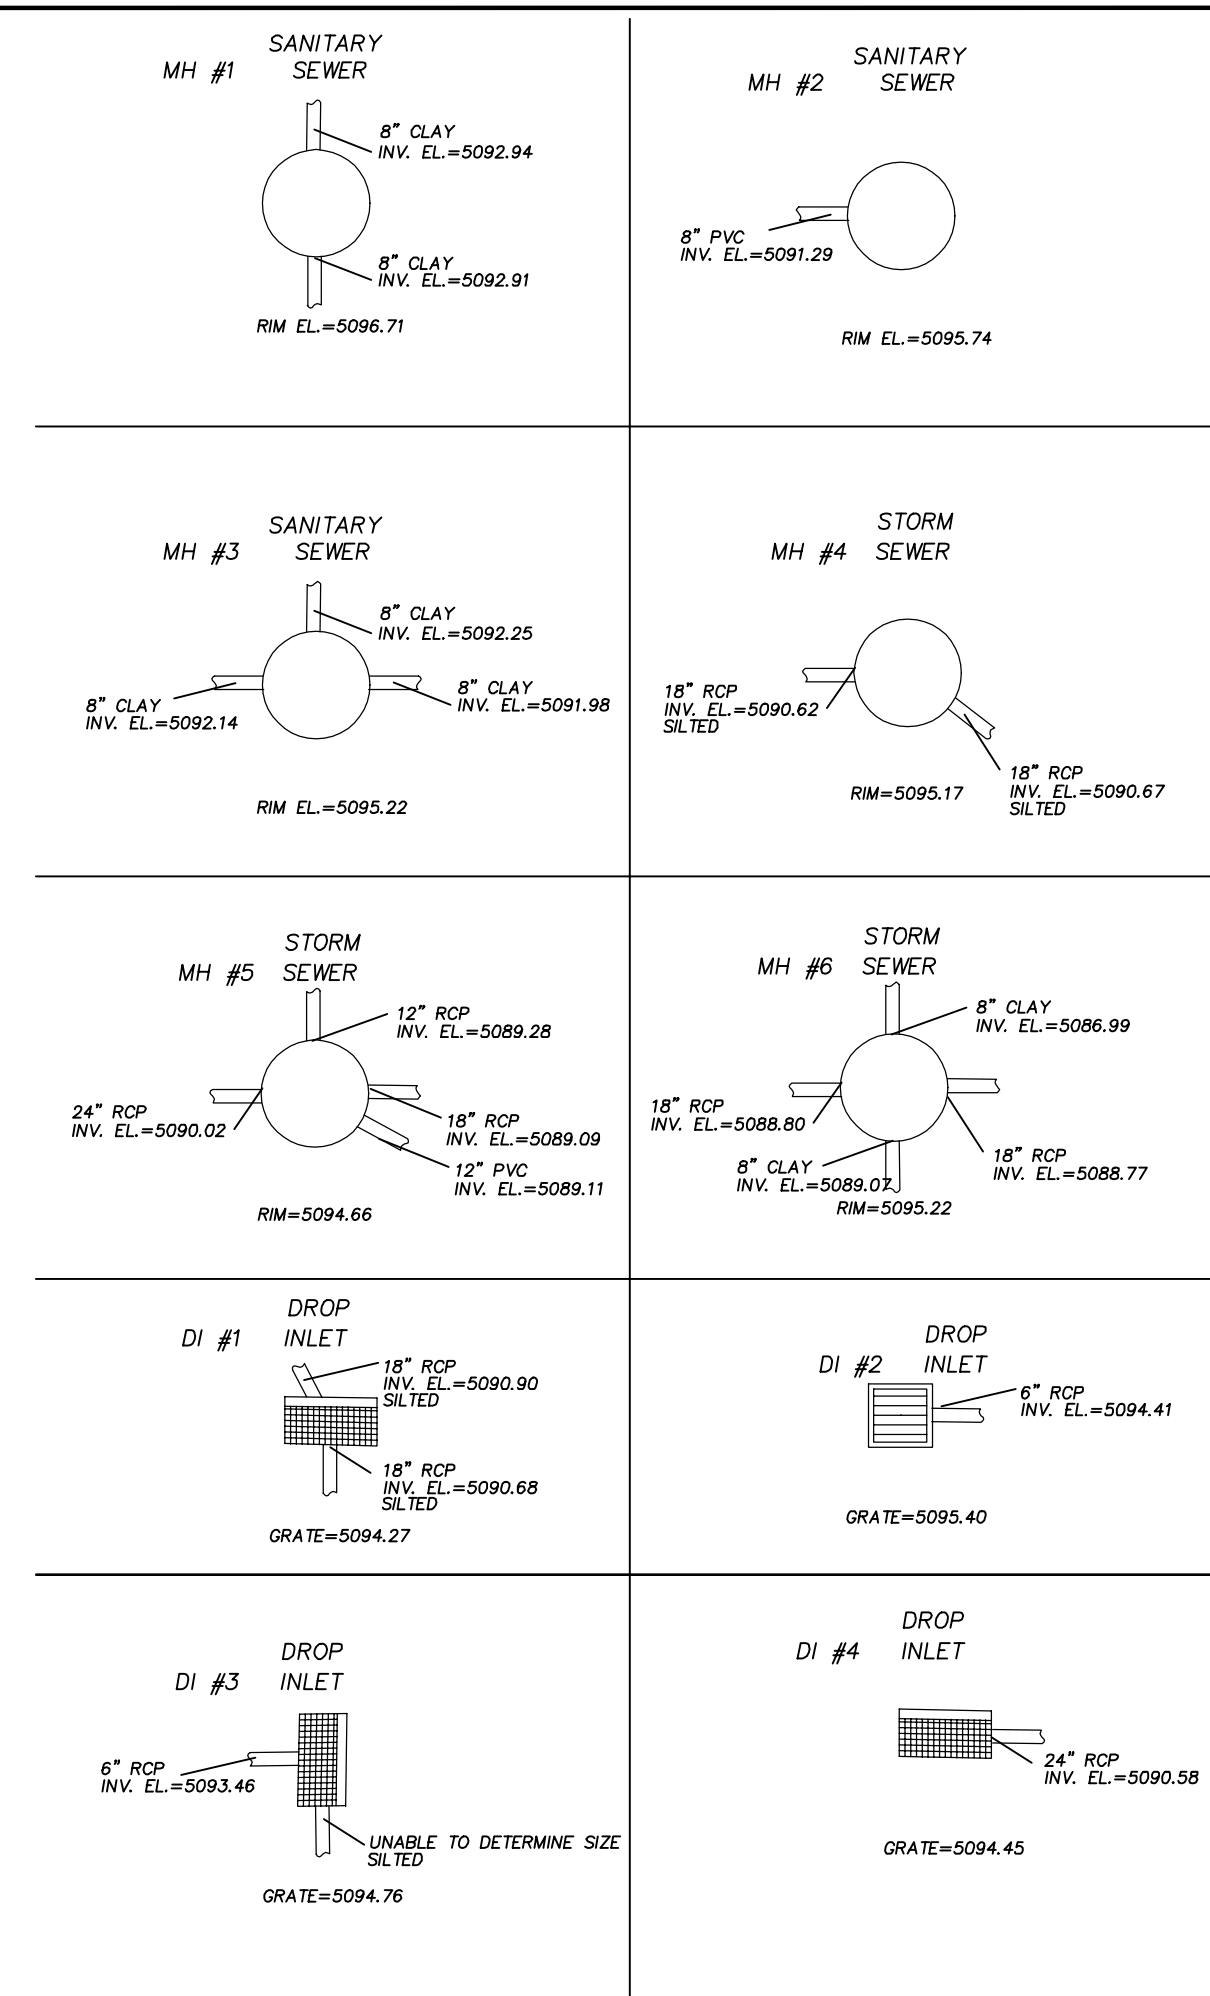 SANITARY
MH #1 SEWER
8" CLAY
INV. EL.=5092.94
8" CLAY
INV. EL.=5092.91
RIM EL.=5096.71
SANITARY
MH #2 SEWER
8" PVC
INV. EL.=5091.29
RIM EL.=5095.74
SANITARY
MH #3 SEWER
8" CLAY
INV. EL.=5092.25
8" CLAY
INV. EL.=5092.14
8" CLAY
INV. EL.=5091.98
RIM EL.=5095.22
STORM
MH #4 SEWER
18" RCP
INV. EL.=5090.62
SILTED
18" RCP
INV. EL.=5090.67
SILTED
RIM=5095.17
STORM
MH #5 SEWER
12" RCP
INV. EL.=5089.28
24" RCP
INV. EL.=5090.02
18" RCP
INV. EL.=5089.09
12" PVC
INV. EL.=5089.11
RIM=5094.66
STORM
MH #6 SEWER
8" CLAY
INV. EL.=5086.99
18" RCP
INV. EL.=5088.80
18" RCP
INV. EL.=5088.77
8" CLAY
INV. EL.=5089.07
RIM=5095.22
DROP
DI #1 INLET
18" RCP
INV. EL.=5090.90
SILTED
18" RCP
INV. EL.=5090.68
SILTED
GRATE=5094.27
DROP
DI #2 INLET
6" RCP
INV. EL.=5094.41
GRATE=5095.40
DROP
DI #3 INLET
6" RCP
INV. EL.=5093.46
UNABLE TO DETERMINE SIZE
SILTED
GRATE=5094.76
DROP
DI #4 INLET
24" RCP
INV. EL.=5090.58
GRATE=5094.45